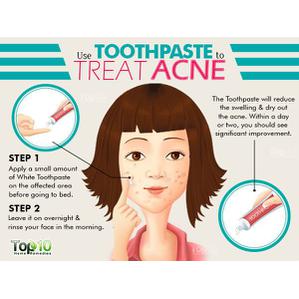 Use TOOTHPASTE to
TREAT ACNE
STEP 1
Apply a small amount
of White Toothpaste
on the affected area
before going to bed.
STEP 2
Leave it on overnight &
rinse your face in the morning.
The Toothpaste will reduce
the swelling & dry out
the acne. Within a day
or two, you should see
significant improvement.
Top10
Home Remedies